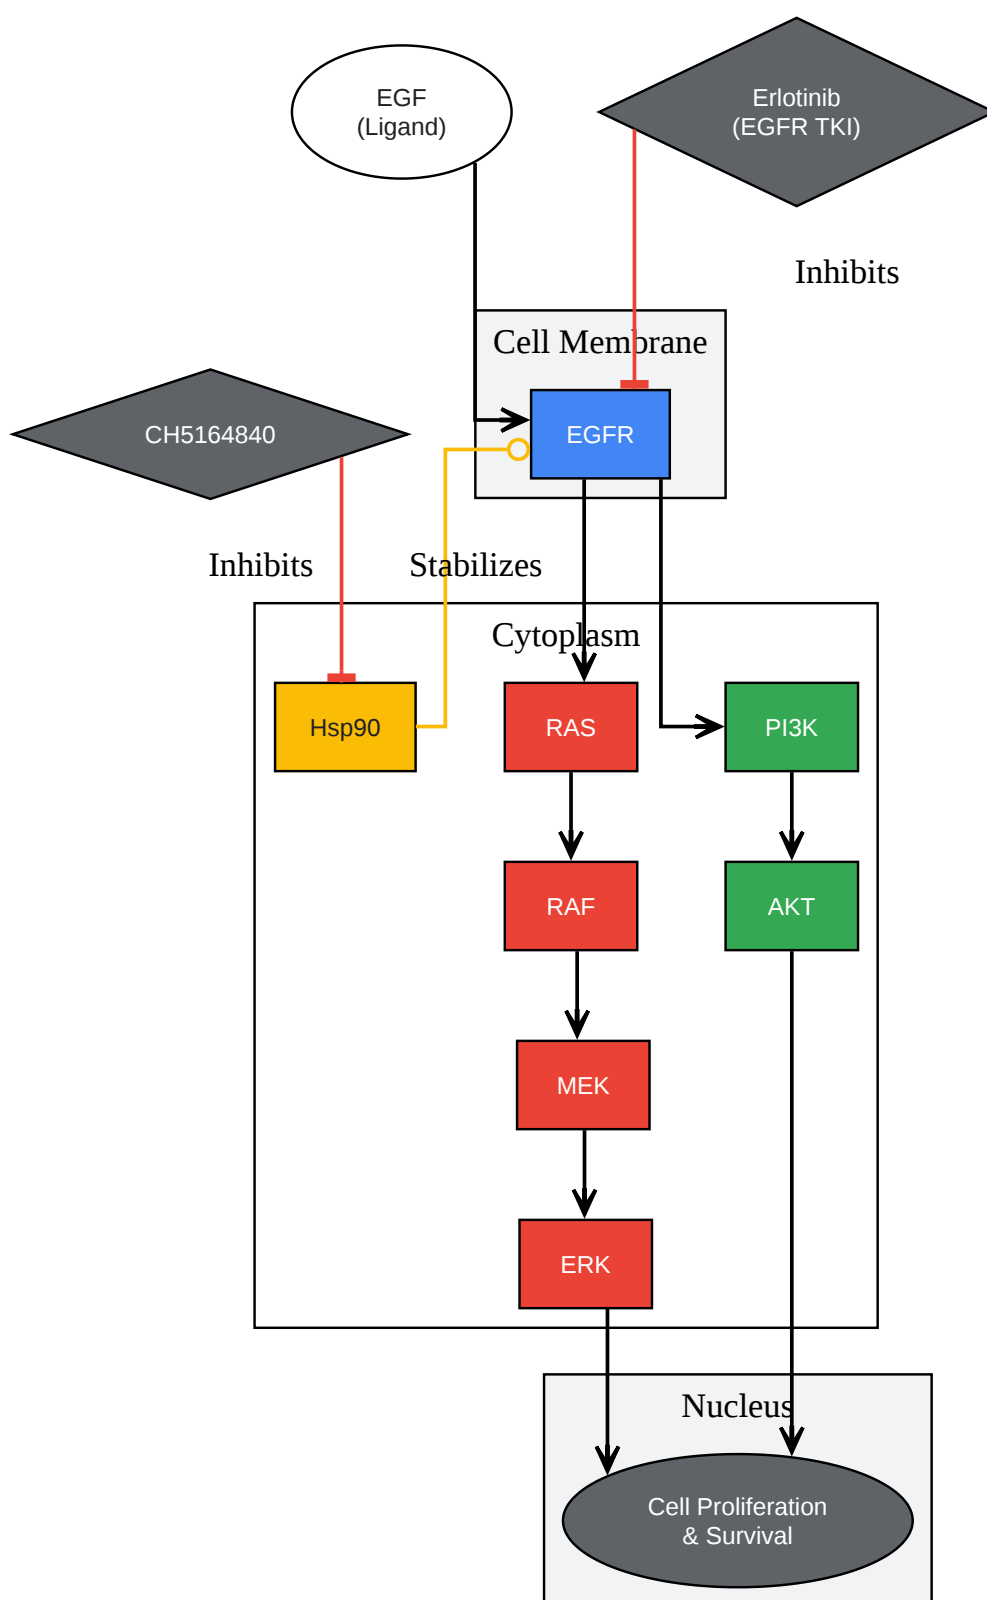 EGF
(Ligand)
Erlotinib
(EGFR TKI)
Inhibits
Cell Membrane
CH5164840
EGFR
Inhibits
Stabilizes
Cytoplasm
Hsp90
RAS
PI3K
RAF
AKT
MEK
ERK
Nucleus
Cell Proliferation
& Survival